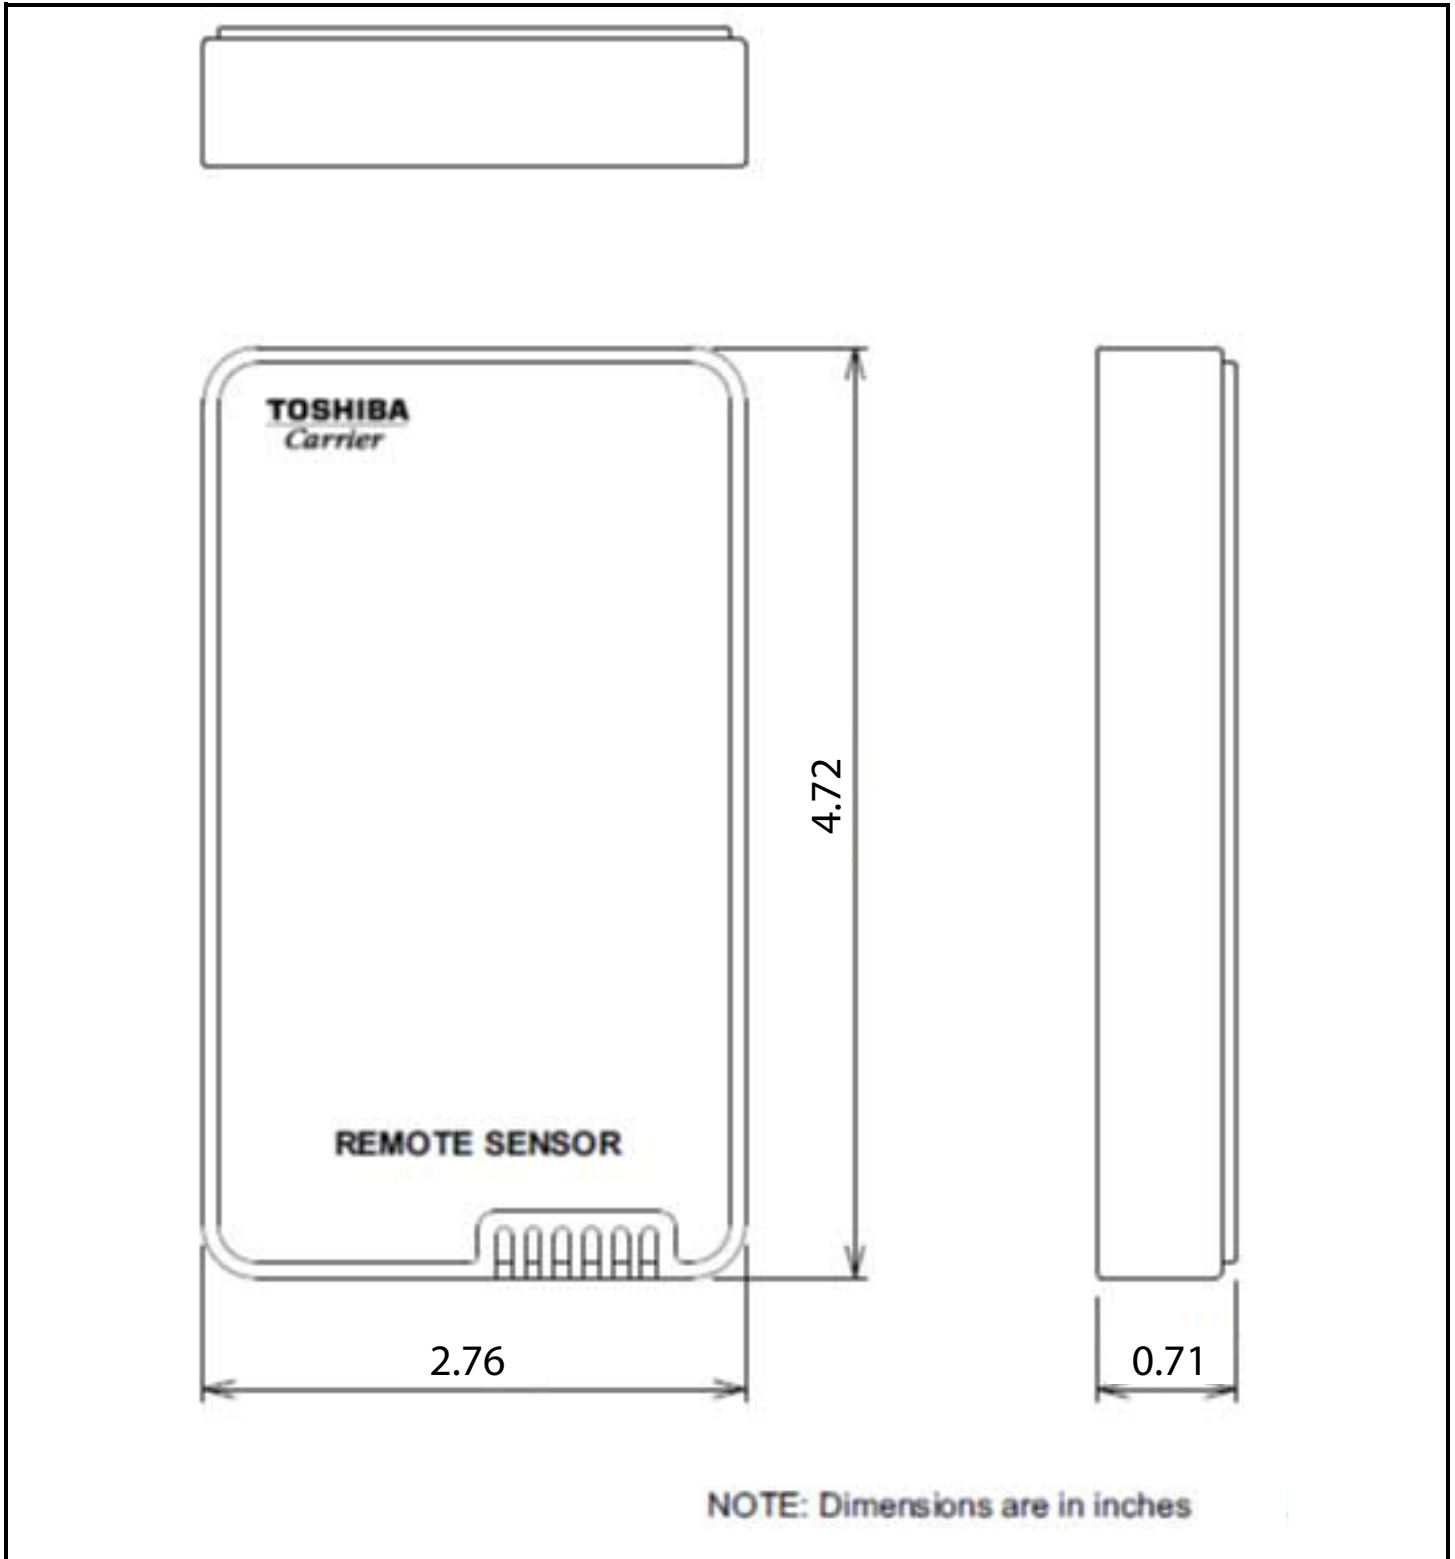 TOSHIBA
Carrier
4.72
REMOTE SENSOR
2.76
0.71
NOTE: Dimensions are in inches